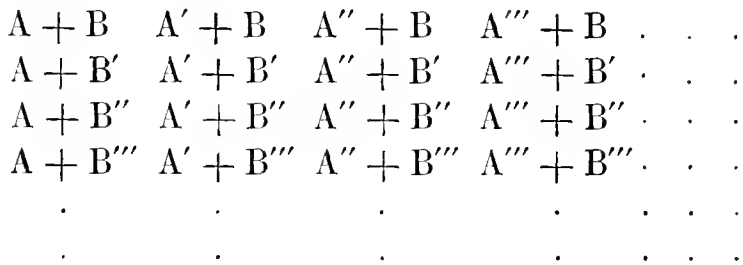 A + B A′ + B A″ + B A‴ + B . . .
A + B′ A′ + B′ A″ + B′ A‴ + B′ . . .
A + B″ A′ + B″ A″ + B″ A‴ + B″ . . .
A + B‴ A′ + B‴ A″ + B‴ A‴ + B‴ . . .
. . . . . . .
. . . . . . .